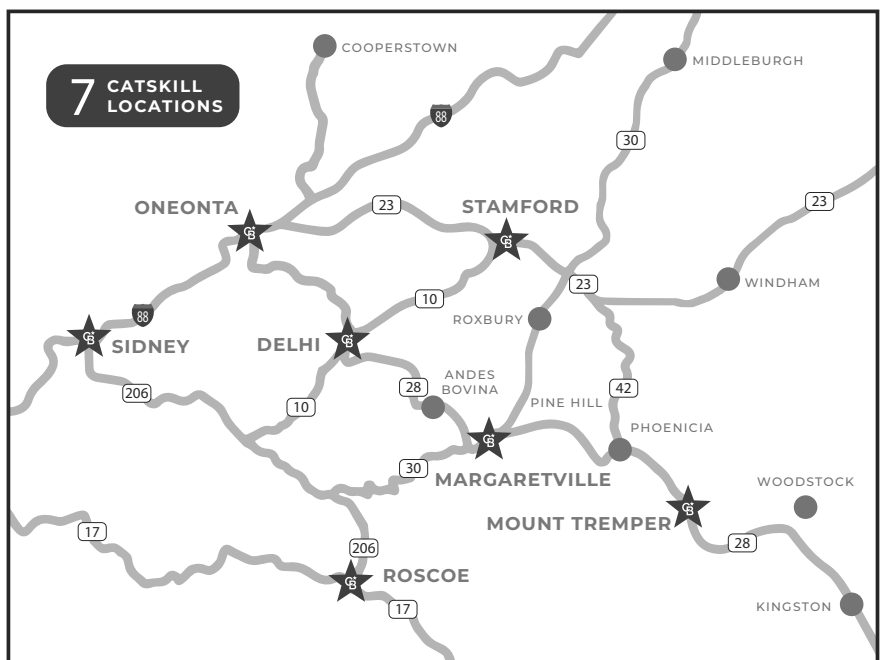 COOPERSTOWN
MIDDLEBURGH
7 CATSKILL
LOCATIONS
88
30
ONEONTA
23
STAMFORD
23
WINDHAM
23
10
88
ROXBURY
SIDNEY
DELHI
ANDES
BOVINA
28
206
10
42
PINE HILL
PHOENICIA
30
MARGARETVILLE
WOODSTOCK
MOUNT TREMPER
17
28
206
ROSCOE
17
KINGSTON